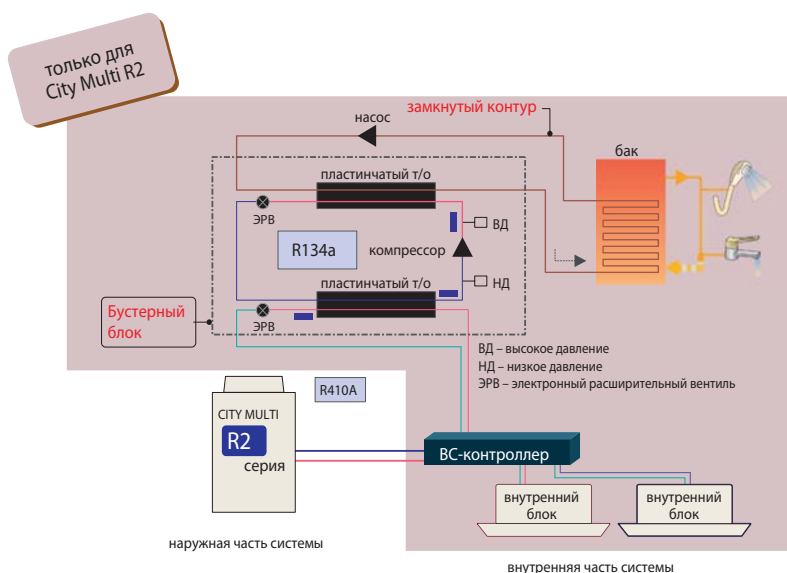 только для
City Multi R2
замкнутый контур
насос
бак
пластинчатый т/о
ЭРВ
ВД
R134a
компрессор
пластинчатый т/о
НД
Бустерный
блок
ЭРВ
ВД – высокое давление
НД – низкое давление
ЭРВ – электронный расширительный вентиль
R410A
CITY MULTI
R2
серия
ВС-контроллер
внутренний
блок
внутренний
блок
наружная часть системы
внутренняя часть системы